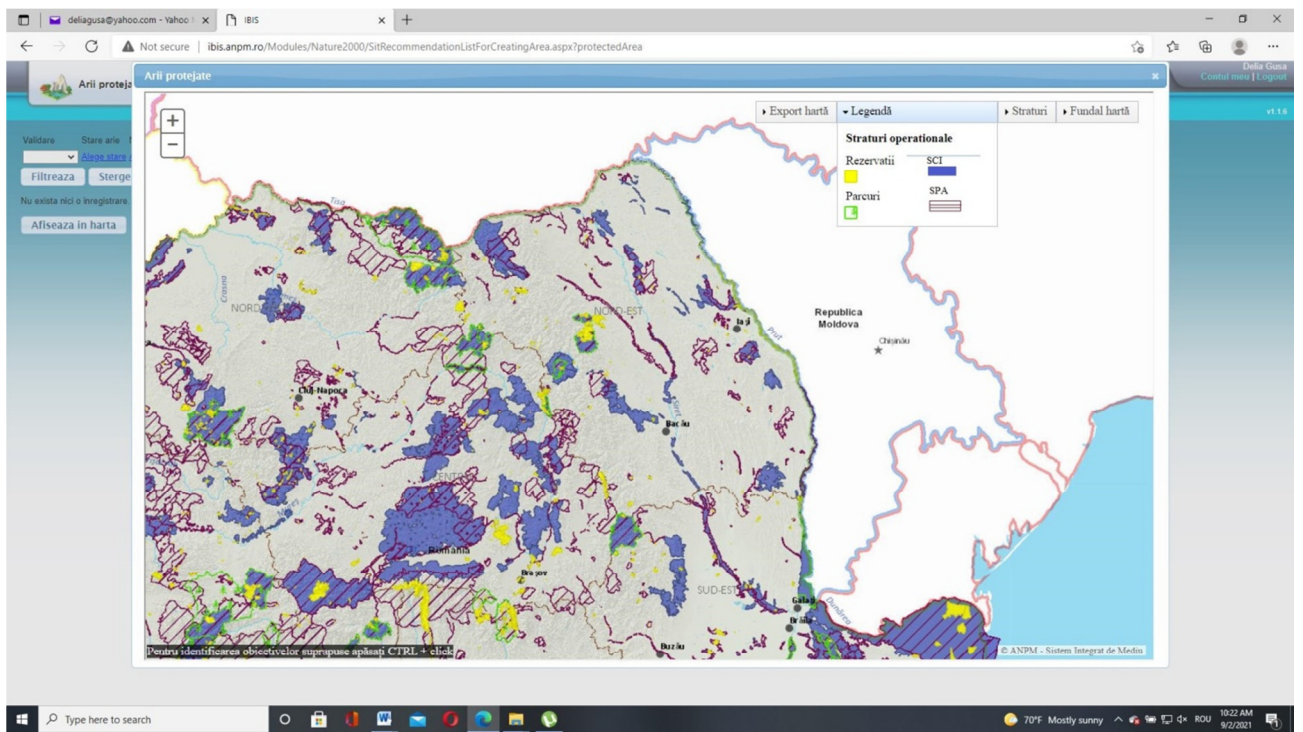 deliagusa@yahoo.com - Yahoo
IBIS
Not secure | ibis.anpm.ro/Modules/Nature2000/SitRecommendationListForCreatingArea.aspx?protectedArea
Arii proteja
Arii protejate
Delia Gusa
Contul meu | Logout
v1.1.6
Validare Stare arie
Alege stare
Filtreaza Sterge
Nu exista nici o inregistrare
Afiseaza in harta
+
−
Export hartă Legendă Straturi Fundal hartă
Straturi operationale
Rezervatii SCI
Parcuri SPA
Tisa
Crasna
NORD
NORD-EST
Iași
Prut
Republica
Moldova
Chișinău
Cluj-Napoca
Siret
Bacău
CENTRU
România
Brașov
SUD-EST
Galați
Brăila
Dunărea
Buzău
Pentru identificarea obiectivelor suprapuse apăsați CTRL + click
© ANPM - Sistem Integrat de Mediu
Type here to search
70°F Mostly sunny
ROU
10:22 AM
9/2/2021